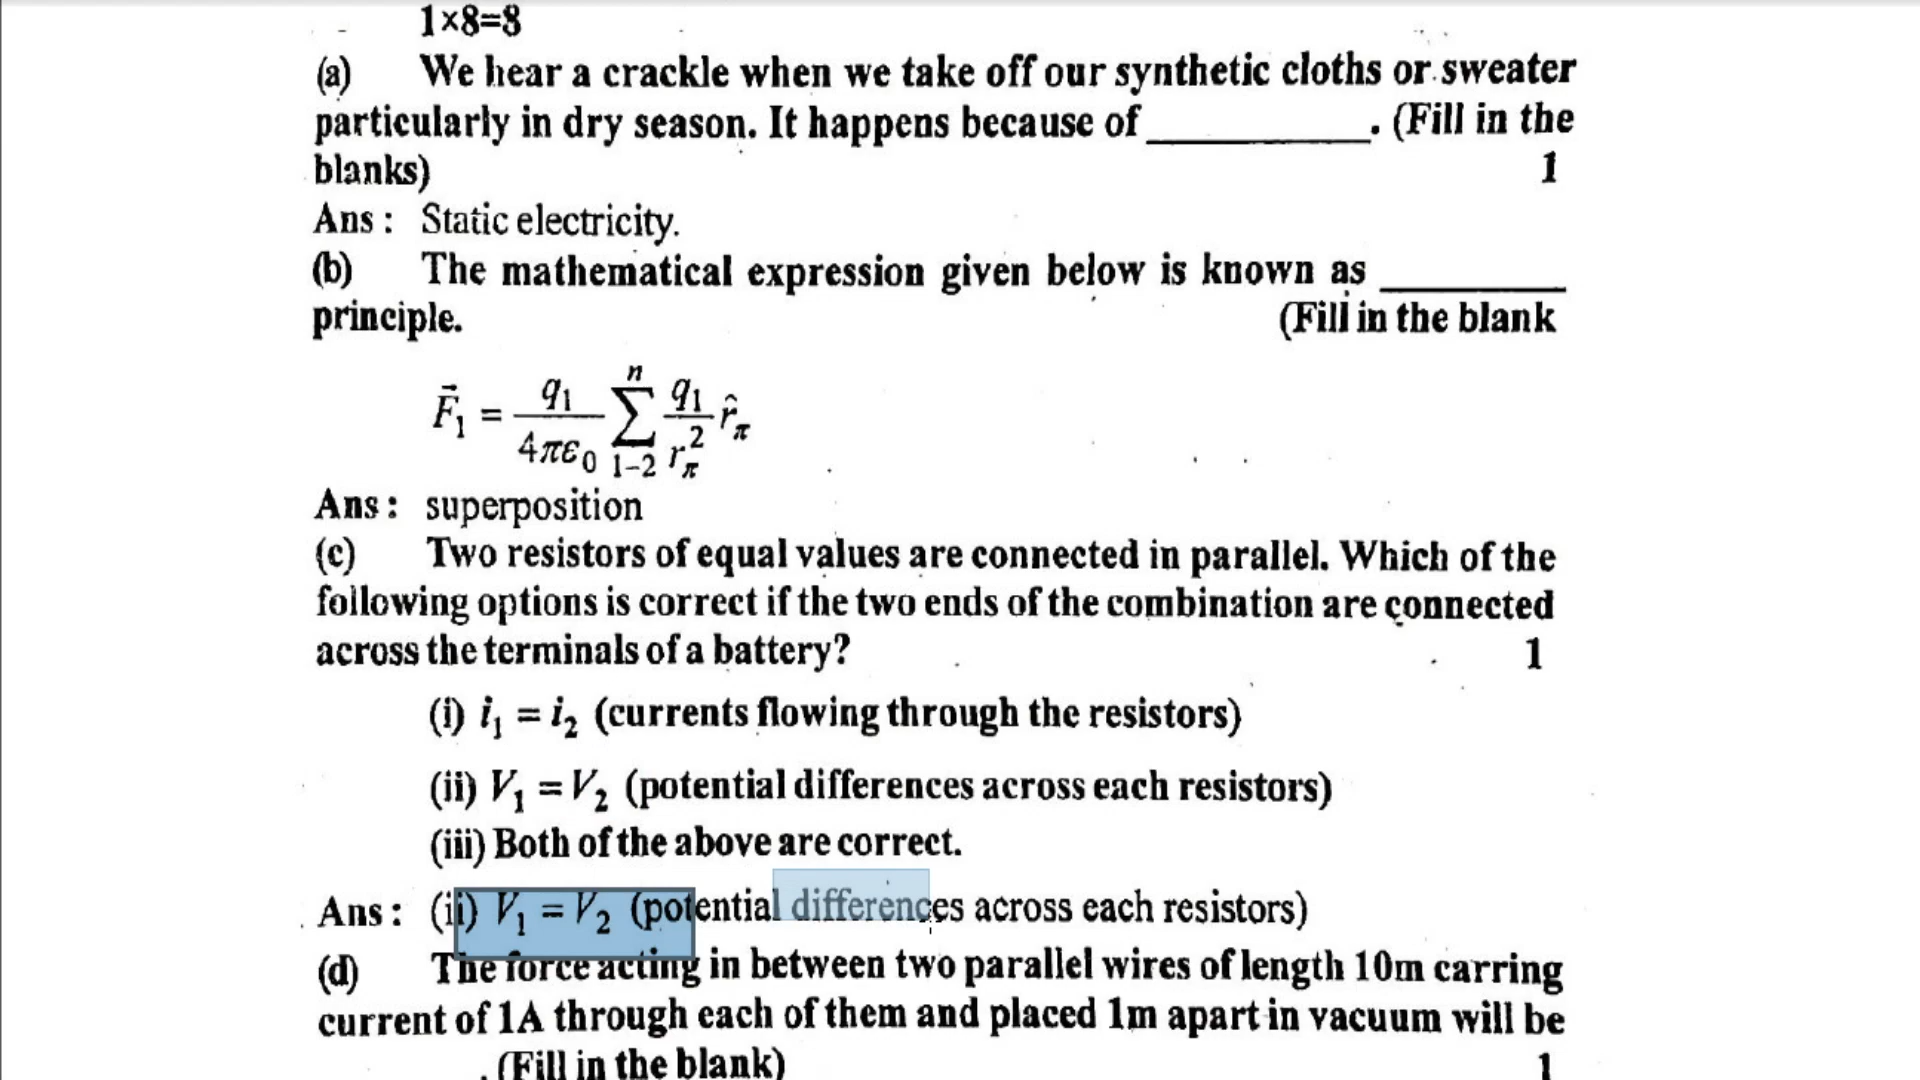 1×8=8
(a) We hear a crackle when we take off our synthetic cloths or sweater
particularly in dry season. It happens because of __________. (Fill in the
blanks) 1
Ans : Static electricity.
(b) The mathematical expression given below is known as ________
principle. (Fill in the blank
F⃗₁ = q₁/4πε₀ ∑ⁿ₁₋₂ q₁/r²π r̂π
Ans : superposition
(c) Two resistors of equal values are connected in parallel. Which of the
following options is correct if the two ends of the combination are connected
across the terminals of a battery? 1
(i) i₁ = i₂ (currents flowing through the resistors)
(ii) V₁ = V₂ (potential differences across each resistors)
(iii) Both of the above are correct.
Ans : (ii) V₁ = V₂ (potential differences across each resistors)
(d) The force acting in between two parallel wires of length 10m carring
current of 1A through each of them and placed 1m apart in vacuum will be
. (Fill in the blank) 1